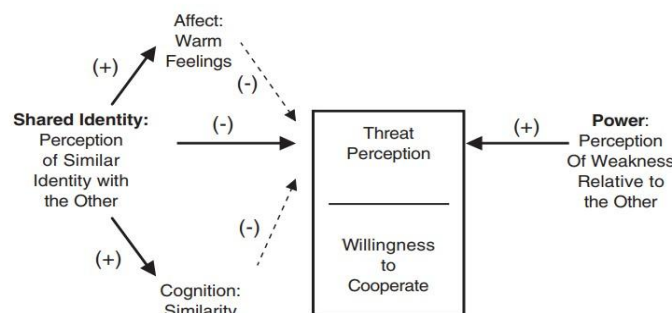 Affect:
Warm
Feelings
(+)
(-)
Shared Identity:
Perception
of Similar
Identity with
the Other
(-)
Threat
Perception
(+)
Power:
Perception
Of Weakness
Relative to
the Other
(-)
Willingness
to
Cooperate
(+)
Cognition:
Similarity